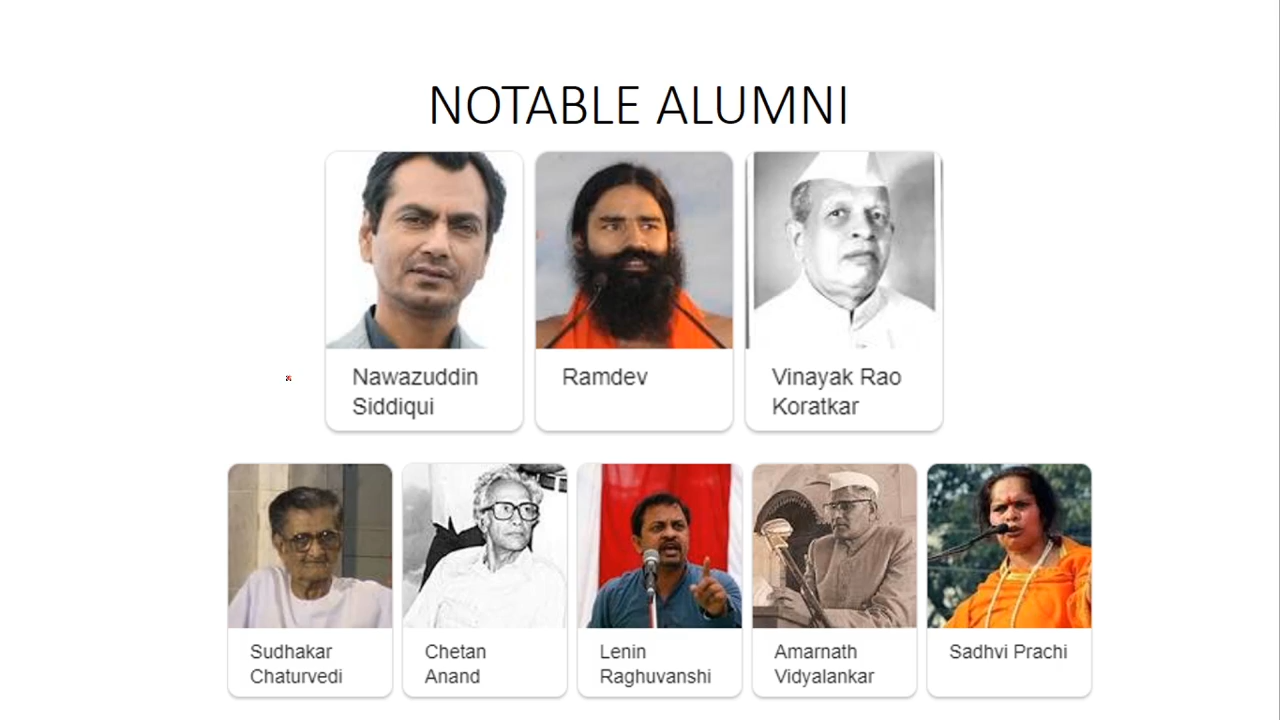 NOTABLE ALUMNI
Nawazuddin
Siddiqui
Ramdev
Vinayak Rao
Koratkar
Sudhakar
Chaturvedi
Chetan
Anand
Lenin
Raghuvanshi
Amarnath
Vidyalankar
Sadhvi Prachi